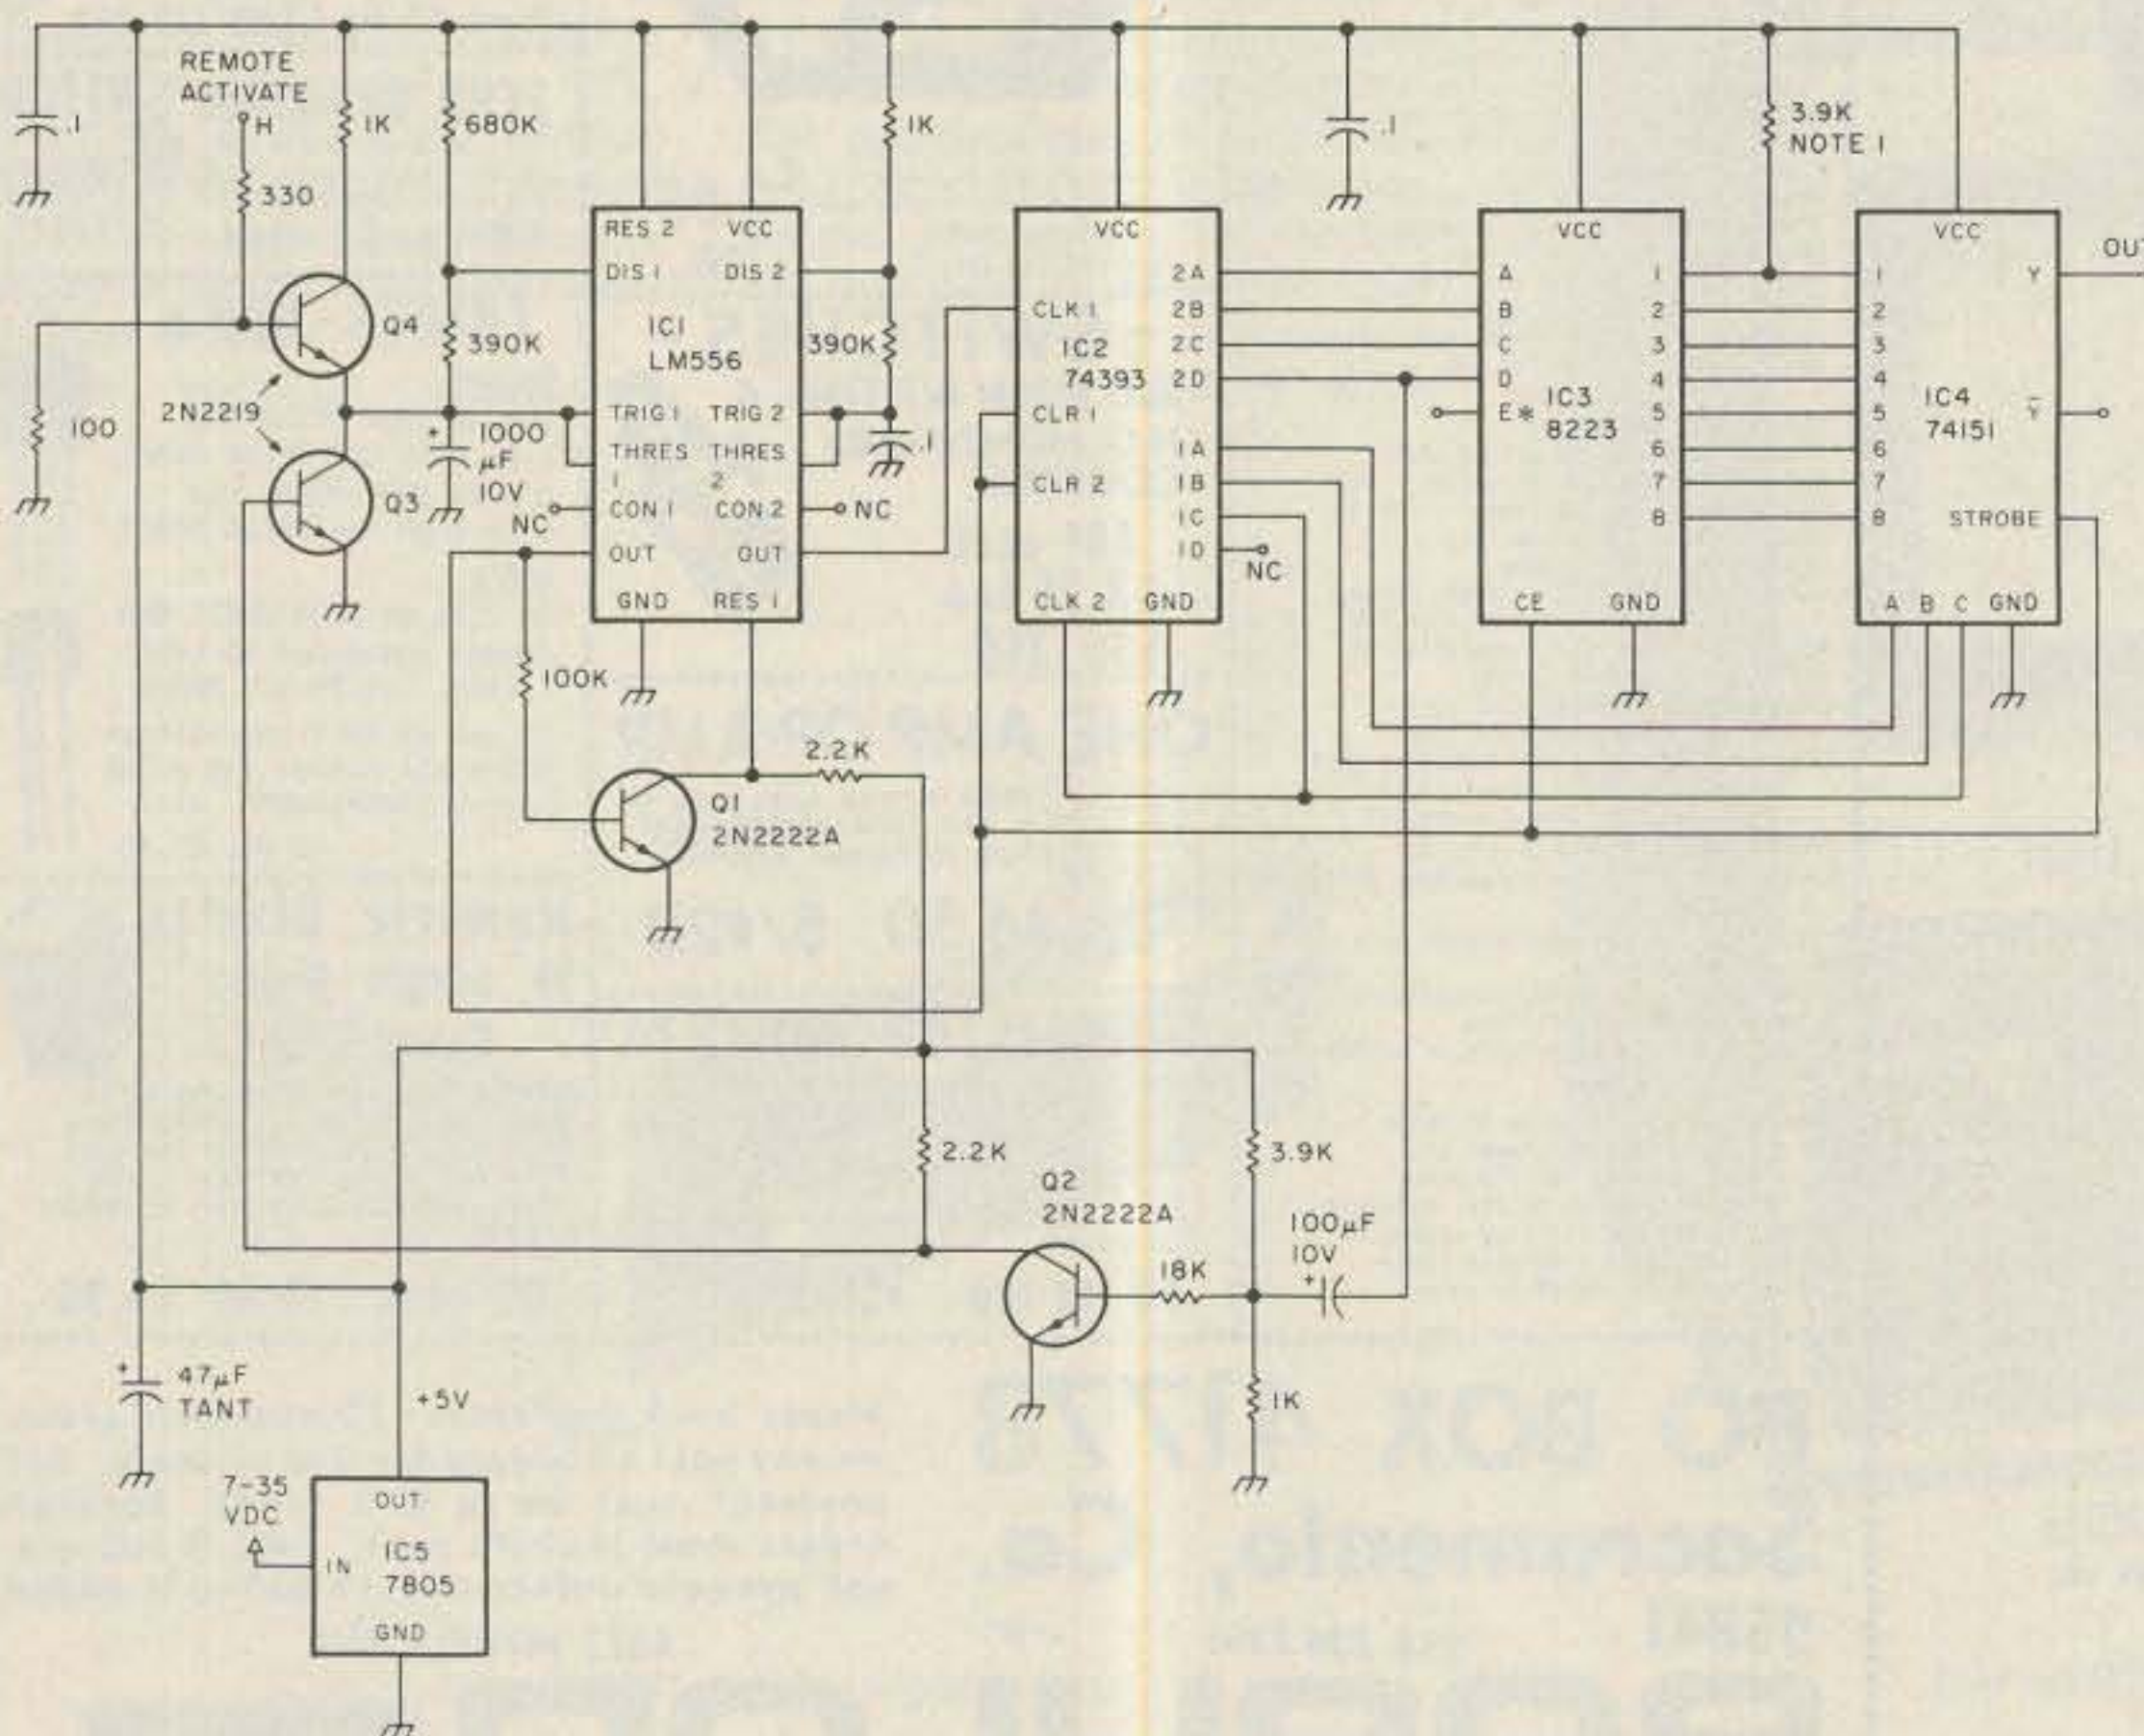 REMOTE
ACTIVATE
H
.1
1K
680K
330
1K
.1
3.9K
NOTE 1
RES 2 VCC
DIS 1 DIS 2
IC1
LM556
TRIG 1 TRIG 2
THRES THRES
1 2
CON 1 CON 2
OUT OUT
GND RES 1
Q4
2N2219
Q3
100
390K
390K
1000
µF
10V
.1
NC
NC
VCC
2A
CLK 1 2B
IC2 2C
74393 2D
CLR 1
1A
CLR 2 1B
1C
1D
NC
CLK 2 GND
VCC
A 1
B 2
C 3
D 4
E* 5
IC3
8223
6
7
8
CE GND
VCC
1 Y
2
3
4
5 Y̅
IC4
74151
6
7
8 STROBE
A B C GND
100K
2.2K
Q1
2N2222A
2.2K
3.9K
Q2
2N2222A
100µF
10V
+
18K
1K
+
47µF
TANT
+5V
7-35
VDC
OUT
IN
IC5
7805
GND